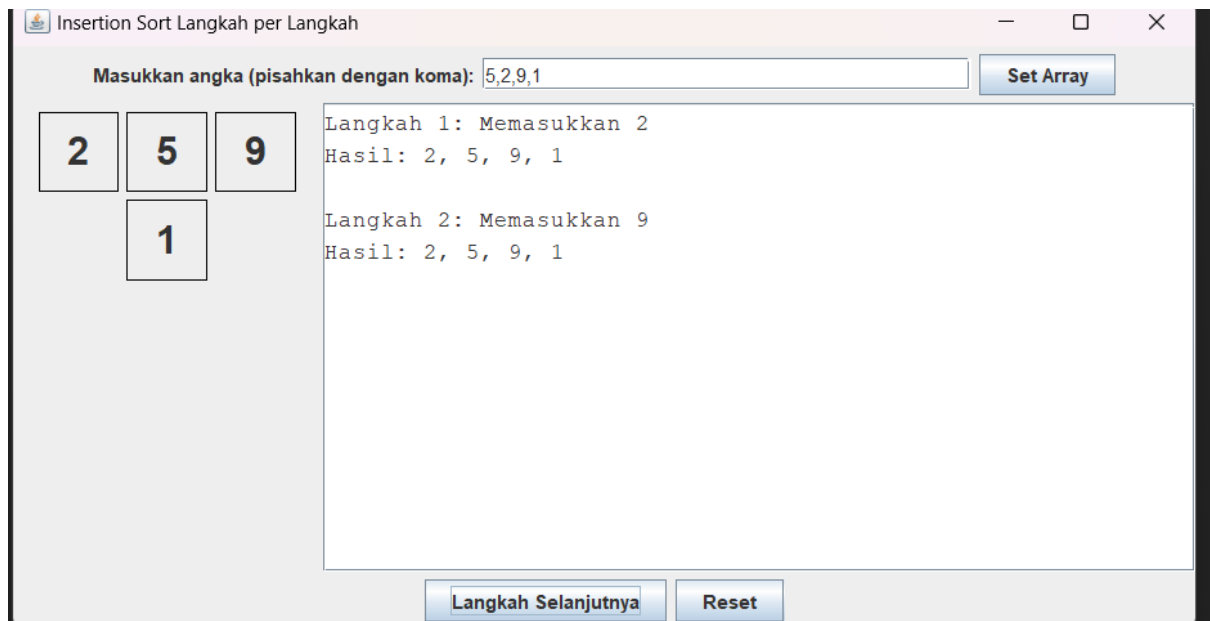 Insertion Sort Langkah per Langkah
Masukkan angka (pisahkan dengan koma): 5,2,9,1 Set Array
2 5 9
1
Langkah 1: Memasukkan 2
Hasil: 2, 5, 9, 1
Langkah 2: Memasukkan 9
Hasil: 2, 5, 9, 1
Langkah Selanjutnya Reset